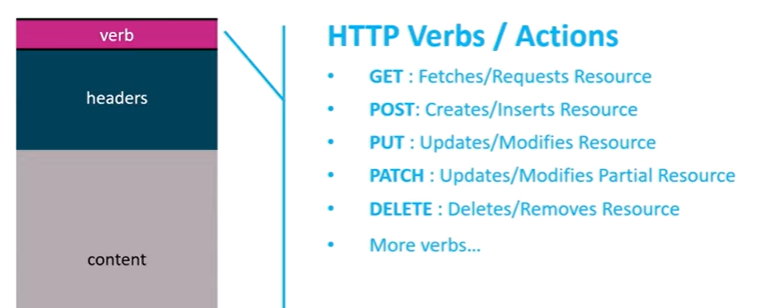 verb
headers
content
HTTP Verbs / Actions
• GET : Fetches/Requests Resource
• POST: Creates/Inserts Resource
• PUT : Updates/Modifies Resource
• PATCH : Updates/Modifies Partial Resource
• DELETE : Deletes/Removes Resource
• More verbs...